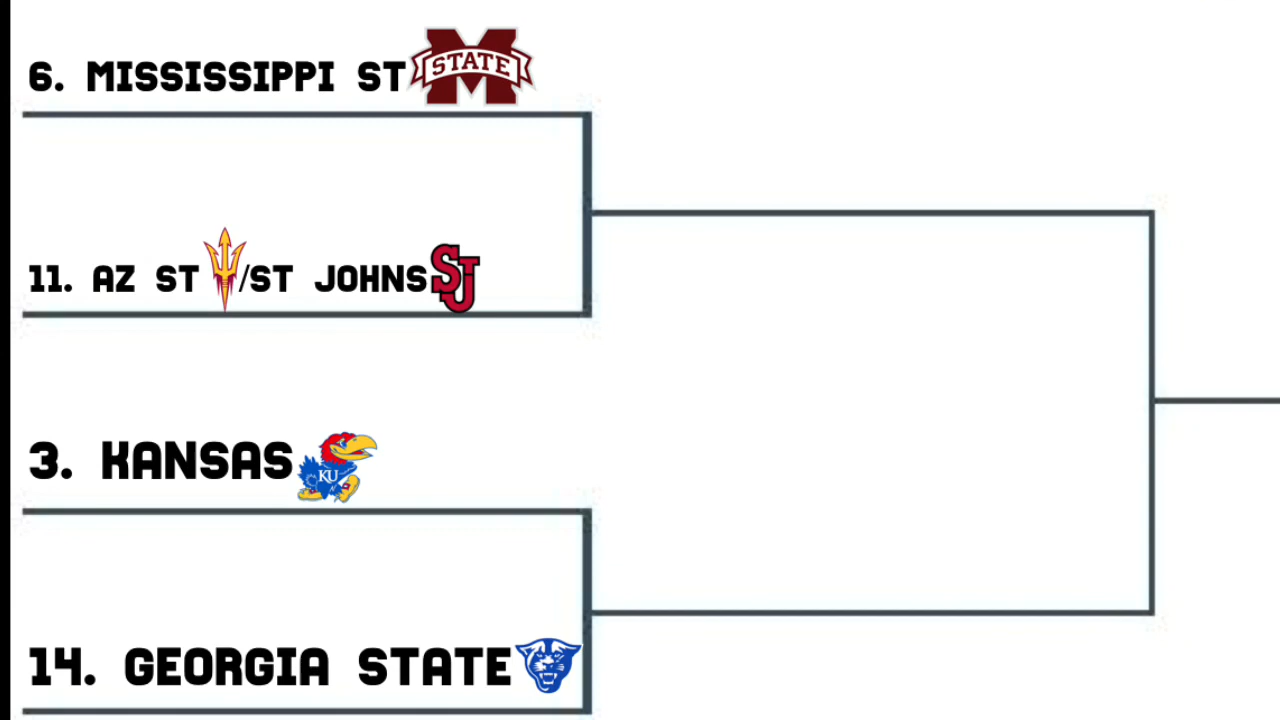 6. MISSISSIPPI ST STATE
11. AZ ST /ST JOHNS SJ
3. KANSAS KU
14. GEORGIA STATE